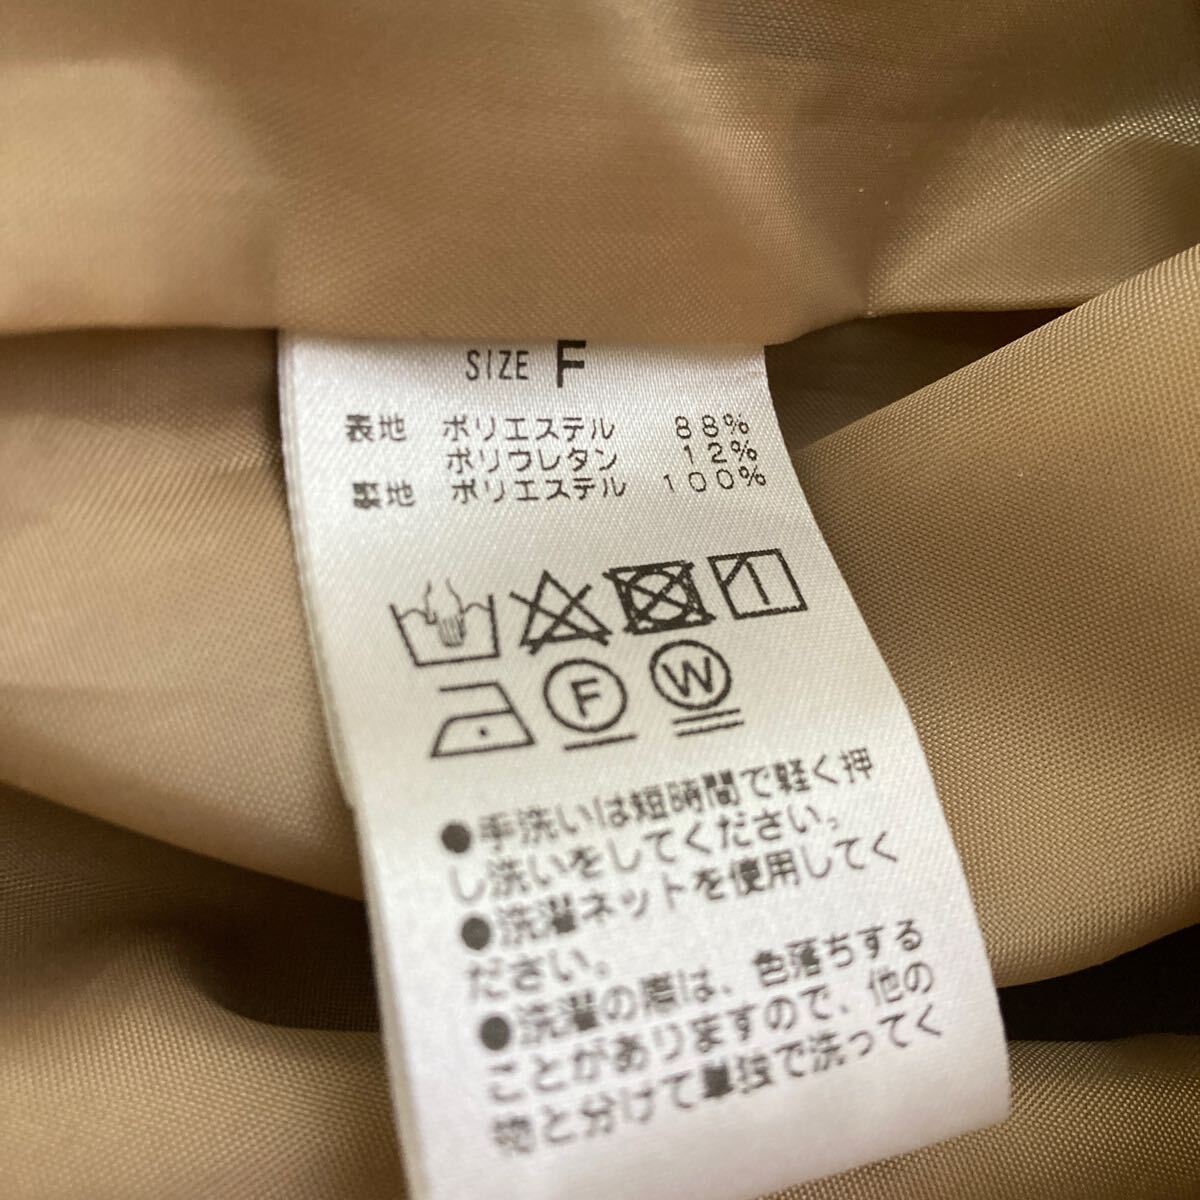 SIZE F
表地 ポリエステル 88%
ポリウレタン 12%
裏地 ポリエステル 100%
F W
●手洗いは短時間で軽く押
し洗いをしてください。
●洗濯ネットを使用してく
ださい。
●洗濯の際は、色落ちする
ことがありますので、他の
物と分けて単独で洗ってく